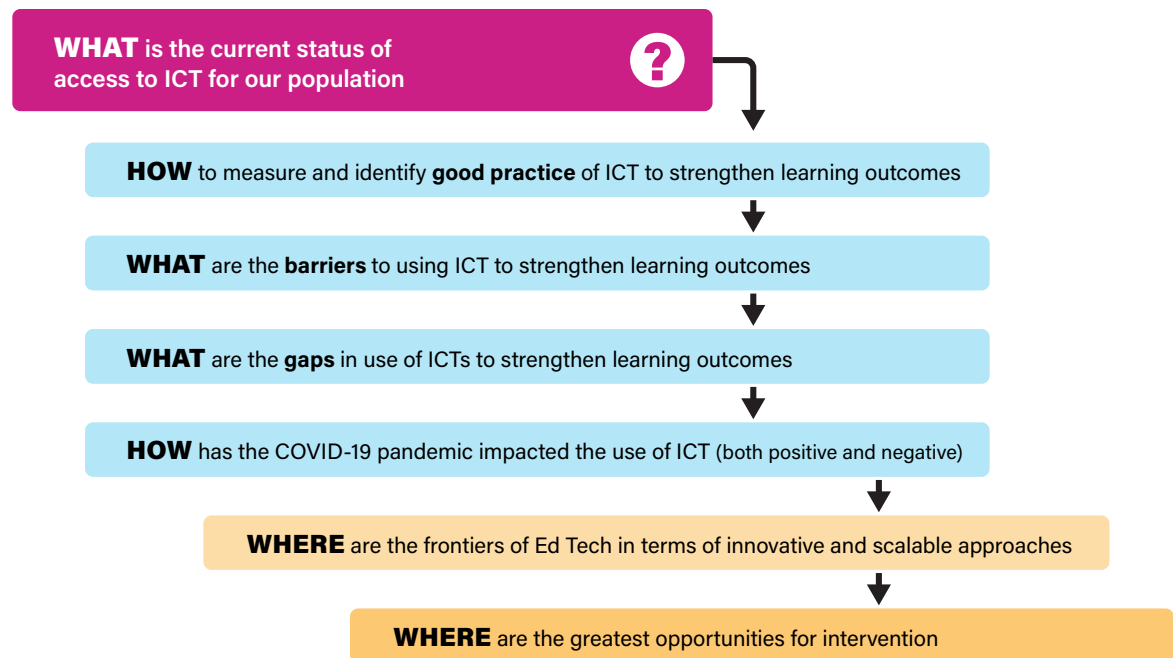 WHAT is the current status of
access to ICT for our population
?
HOW to measure and identify good practice of ICT to strengthen learning outcomes
WHAT are the barriers to using ICT to strengthen learning outcomes
WHAT are the gaps in use of ICTs to strengthen learning outcomes
HOW has the COVID-19 pandemic impacted the use of ICT (both positive and negative)
WHERE are the frontiers of Ed Tech in terms of innovative and scalable approaches
WHERE are the greatest opportunities for intervention